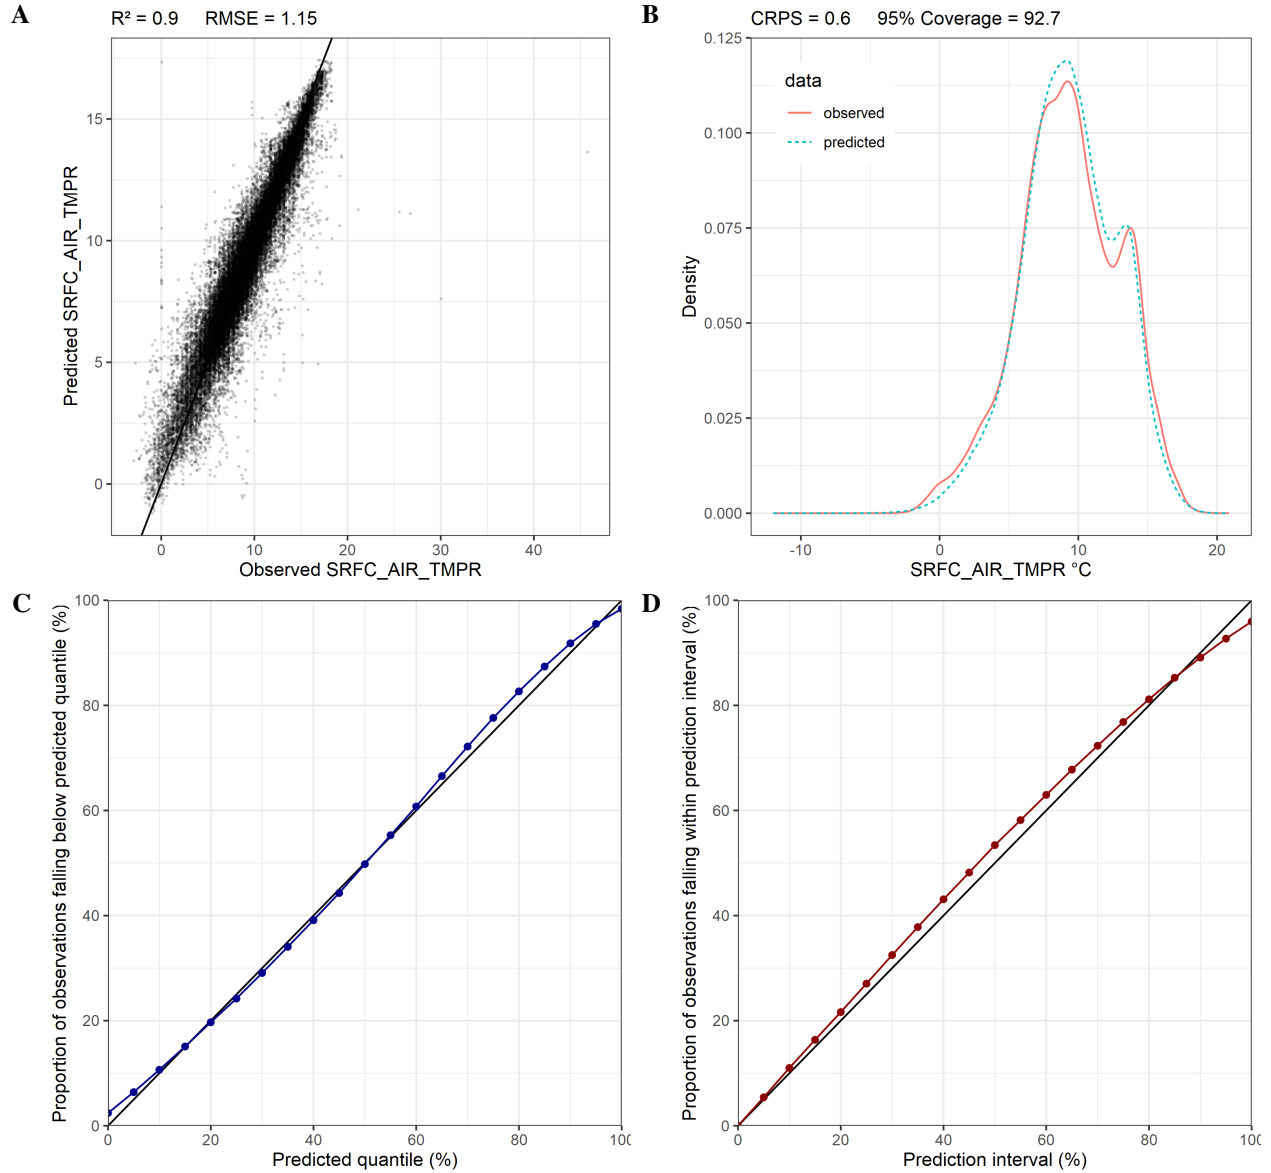 A
R² = 0.9 RMSE = 1.15
15
10
5
0
Predicted SRFC_AIR_TMPR
0 10 20 30 40
Observed SRFC_AIR_TMPR
B
CRPS = 0.6 95% Coverage = 92.7
0.125
0.100
0.075
0.050
0.025
0.000
Density
data
observed
predicted
-10 0 10 20
SRFC_AIR_TMPR °C
C
100
80
60
40
20
0
Proportion of observations falling below predicted quantile (%)
0 20 40 60 80 100
Predicted quantile (%)
D
100
80
60
40
20
0
Proportion of observations falling within prediction interval (%)
0 20 40 60 80 100
Prediction interval (%)